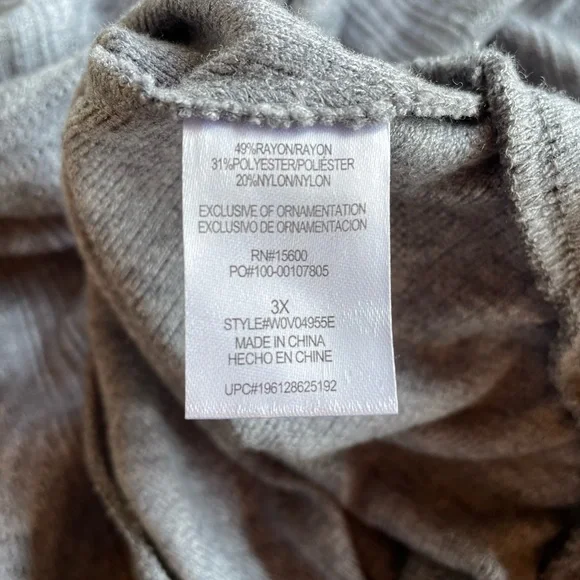 49%RAYON/RAYON
31%POLYESTER/POLIÉSTER
20%NYLON/NYLON
EXCLUSIVE OF ORNAMENTATION
EXCLUSIVO DE ORNAMENTACION
RN#15600
PO#100-00107805
3X
STYLE#W0V04955E
MADE IN CHINA
HECHO EN CHINE
UPC#196128625192